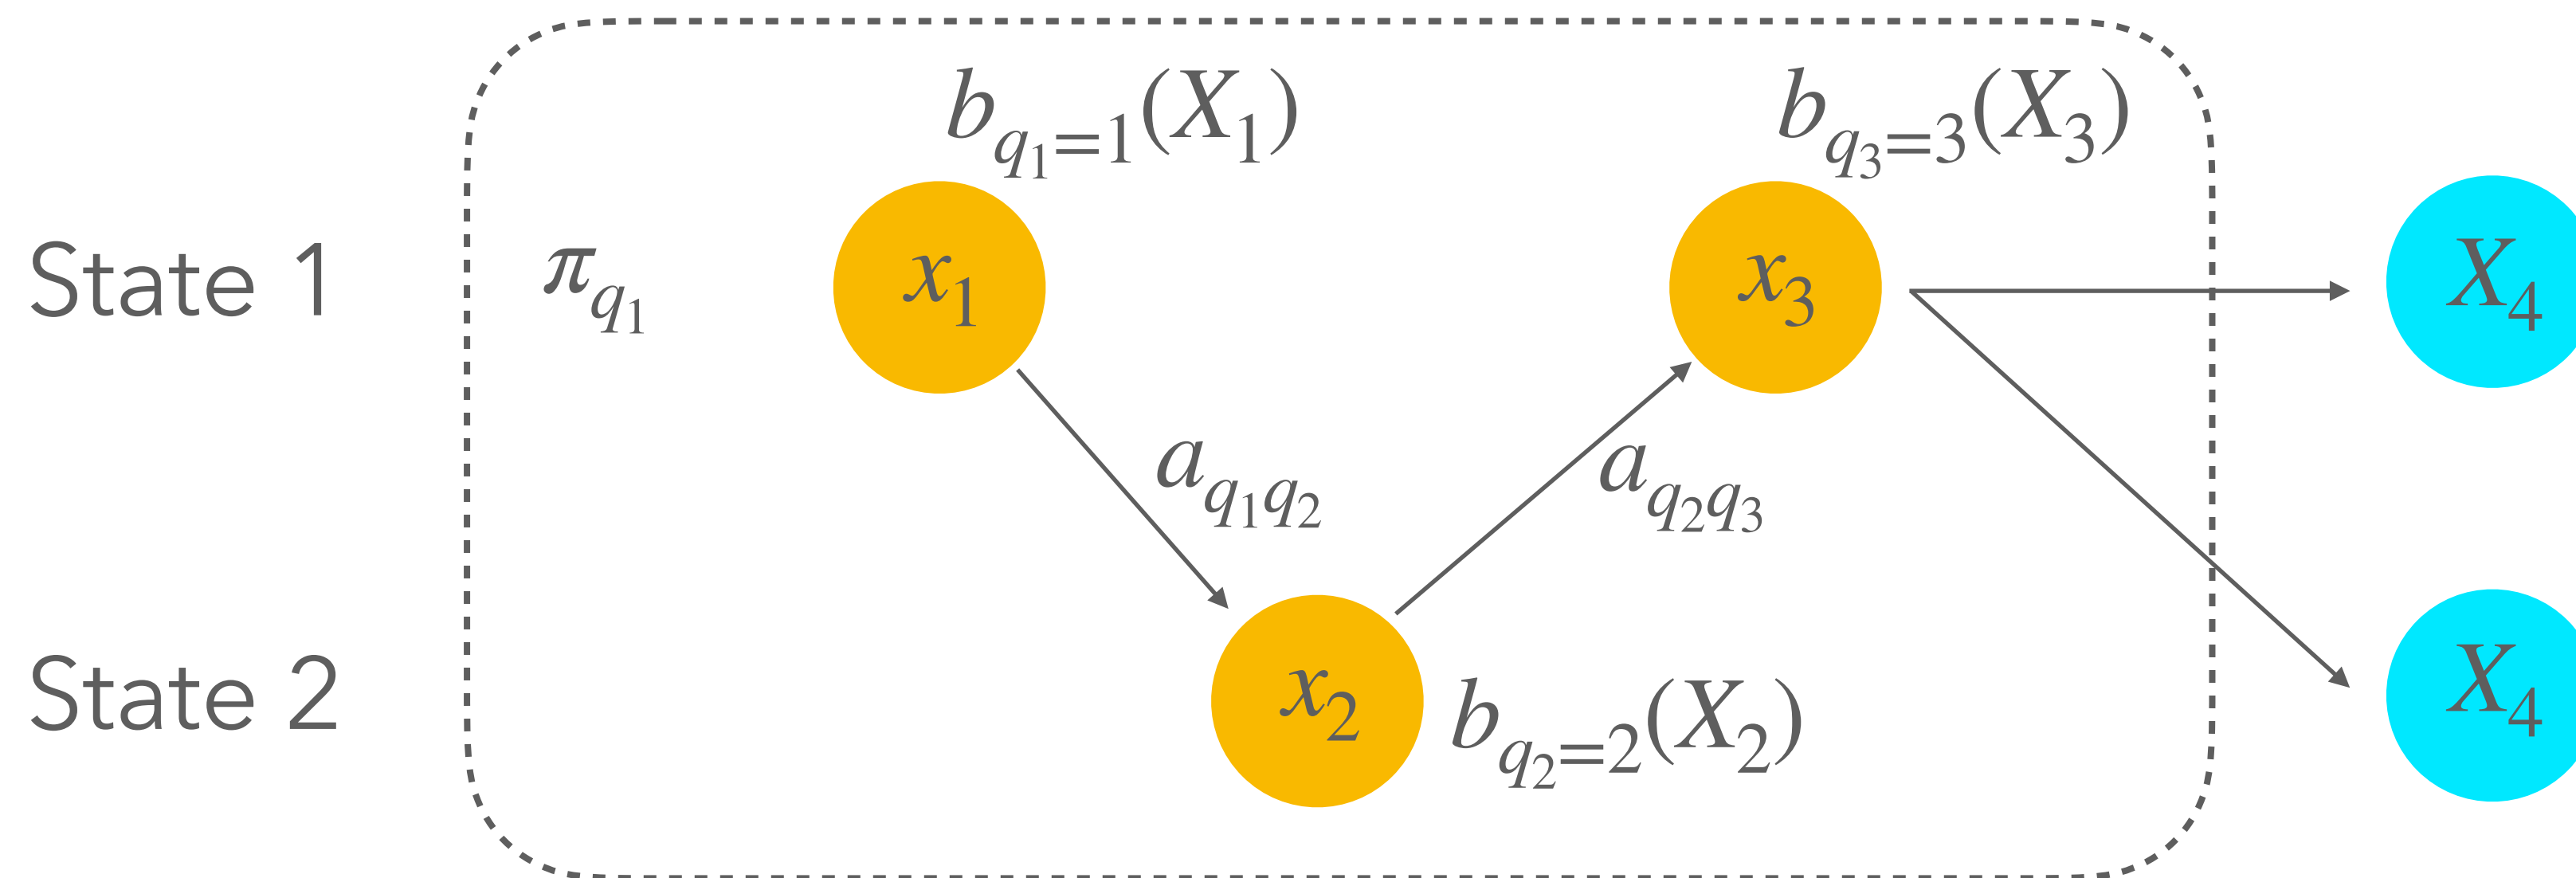 b_{q_1=1}(X_1)
b_{q_3=3}(X_3)
State 1
π_{q_1}
x_1
x_3
X_4
a_{q_1q_2}
a_{q_2q_3}
State 2
x_2
b_{q_2=2}(X_2)
X_4